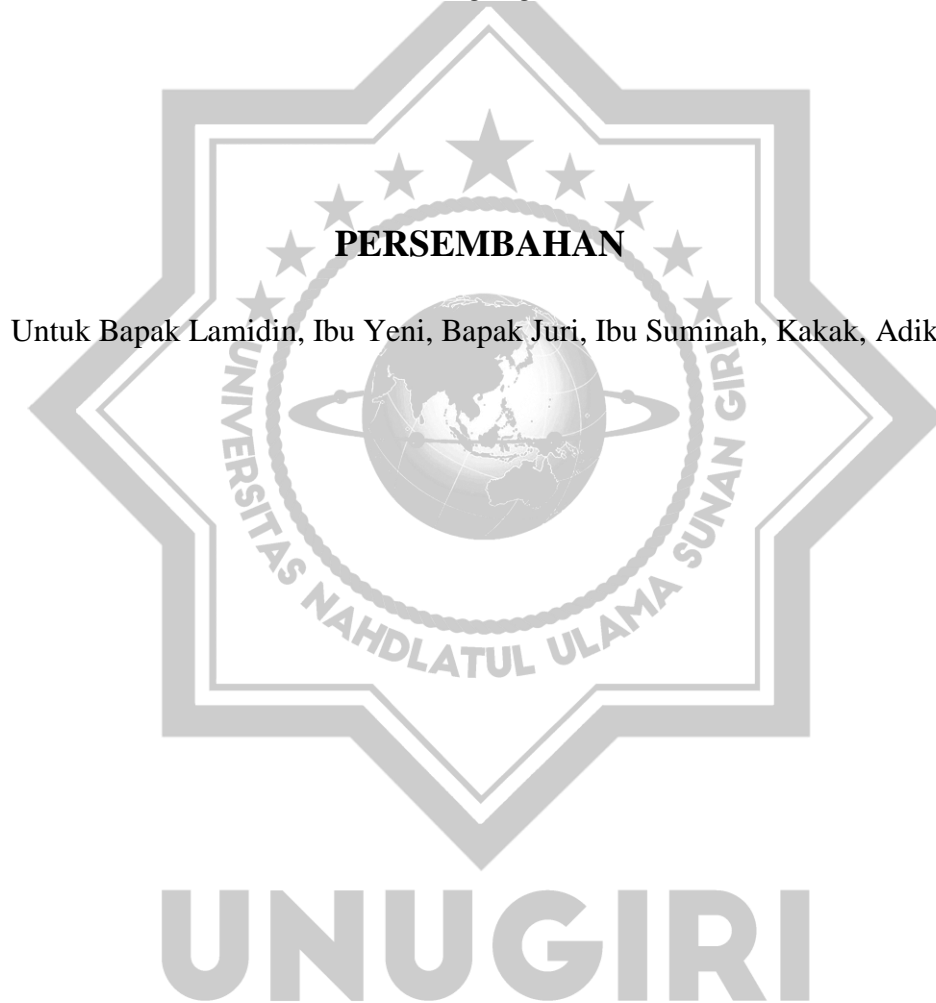 PERSEMBAHAN
Untuk Bapak Lamidin, Ibu Yeni, Bapak Juri, Ibu Suminah, Kakak, Adik
UNIVERSITAS NAHDLATUL ULAMA SUNAN GIRI
UNUGIRI